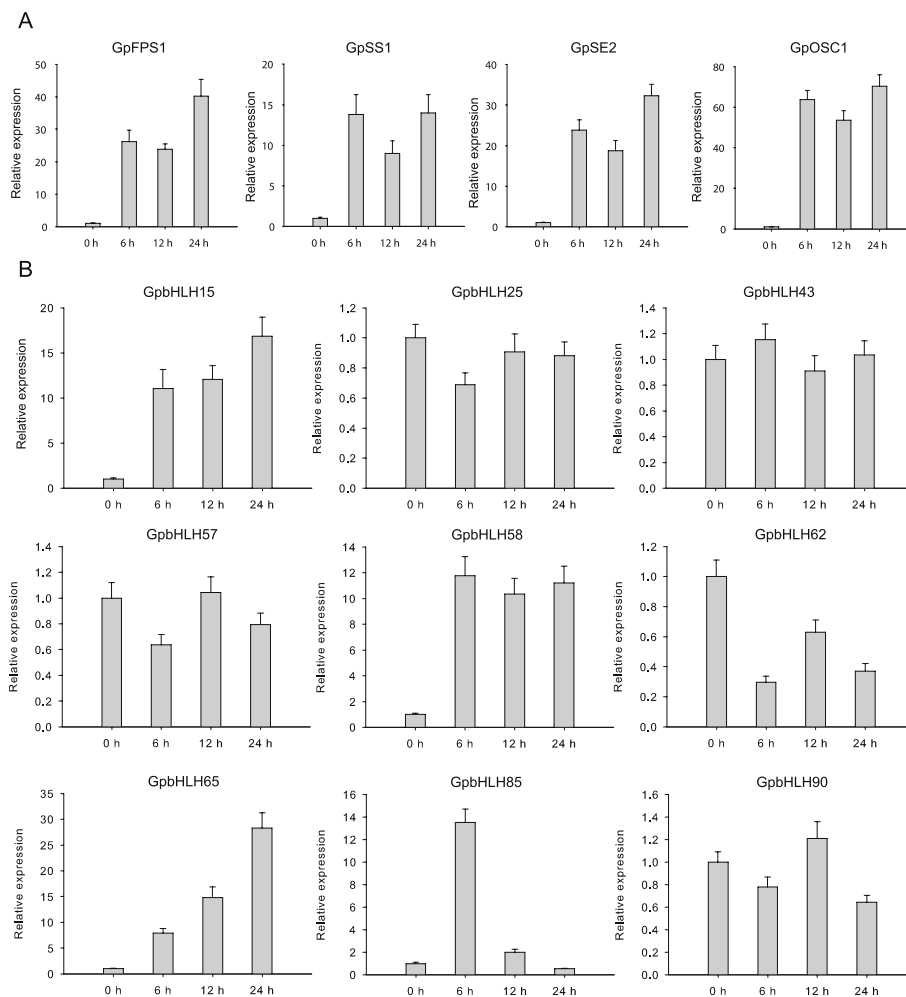 A
GpFPS1
GpSS1
GpSE2
GpOSC1
Relative expression
50
40
30
20
10
0
0 h 6 h 12 h 24 h
Relative expression
20
15
10
5
0
0 h 6 h 12 h 24 h
Relative expression
40
30
20
10
0
0 h 6 h 12 h 24 h
Relative expression
80
60
40
20
0
0 h 6 h 12 h 24 h
B
GpbHLH15
Relative expression
20
15
10
5
0
0 h 6 h 12 h 24 h
GpbHLH25
Relative expression
1.2
1.0
0.8
0.6
0.4
0.2
0.0
0 h 6 h 12 h 24 h
GpbHLH43
Relative expression
1.4
1.2
1.0
0.8
0.6
0.4
0.2
0.0
0 h 6 h 12 h 24 h
GpbHLH57
Relative expression
1.4
1.2
1.0
0.8
0.6
0.4
0.2
0.0
0 h 6 h 12 h 24 h
GpbHLH58
Relative expression
14
12
10
8
6
4
2
0
0 h 6 h 12 h 24 h
GpbHLH62
Relative expression
1.2
1.0
0.8
0.6
0.4
0.2
0.0
0 h 6 h 12 h 24 h
GpbHLH65
Relative expression
35
30
25
20
15
10
5
0
0 h 6 h 12 h 24 h
GpbHLH85
Relative expression
16
14
12
10
8
6
4
2
0
0 h 6 h 12 h 24 h
GpbHLH90
Relative expression
1.6
1.4
1.2
1.0
0.8
0.6
0.4
0.2
0.0
0 h 6 h 12 h 24 h